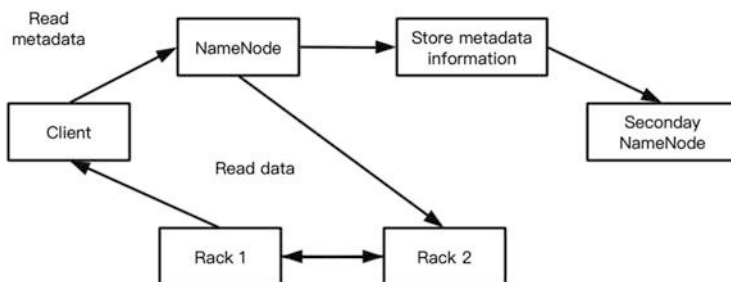 Read
metadata
NameNode
Store metadata
information
Client
Seconday
NameNode
Read data
Rack 1
Rack 2